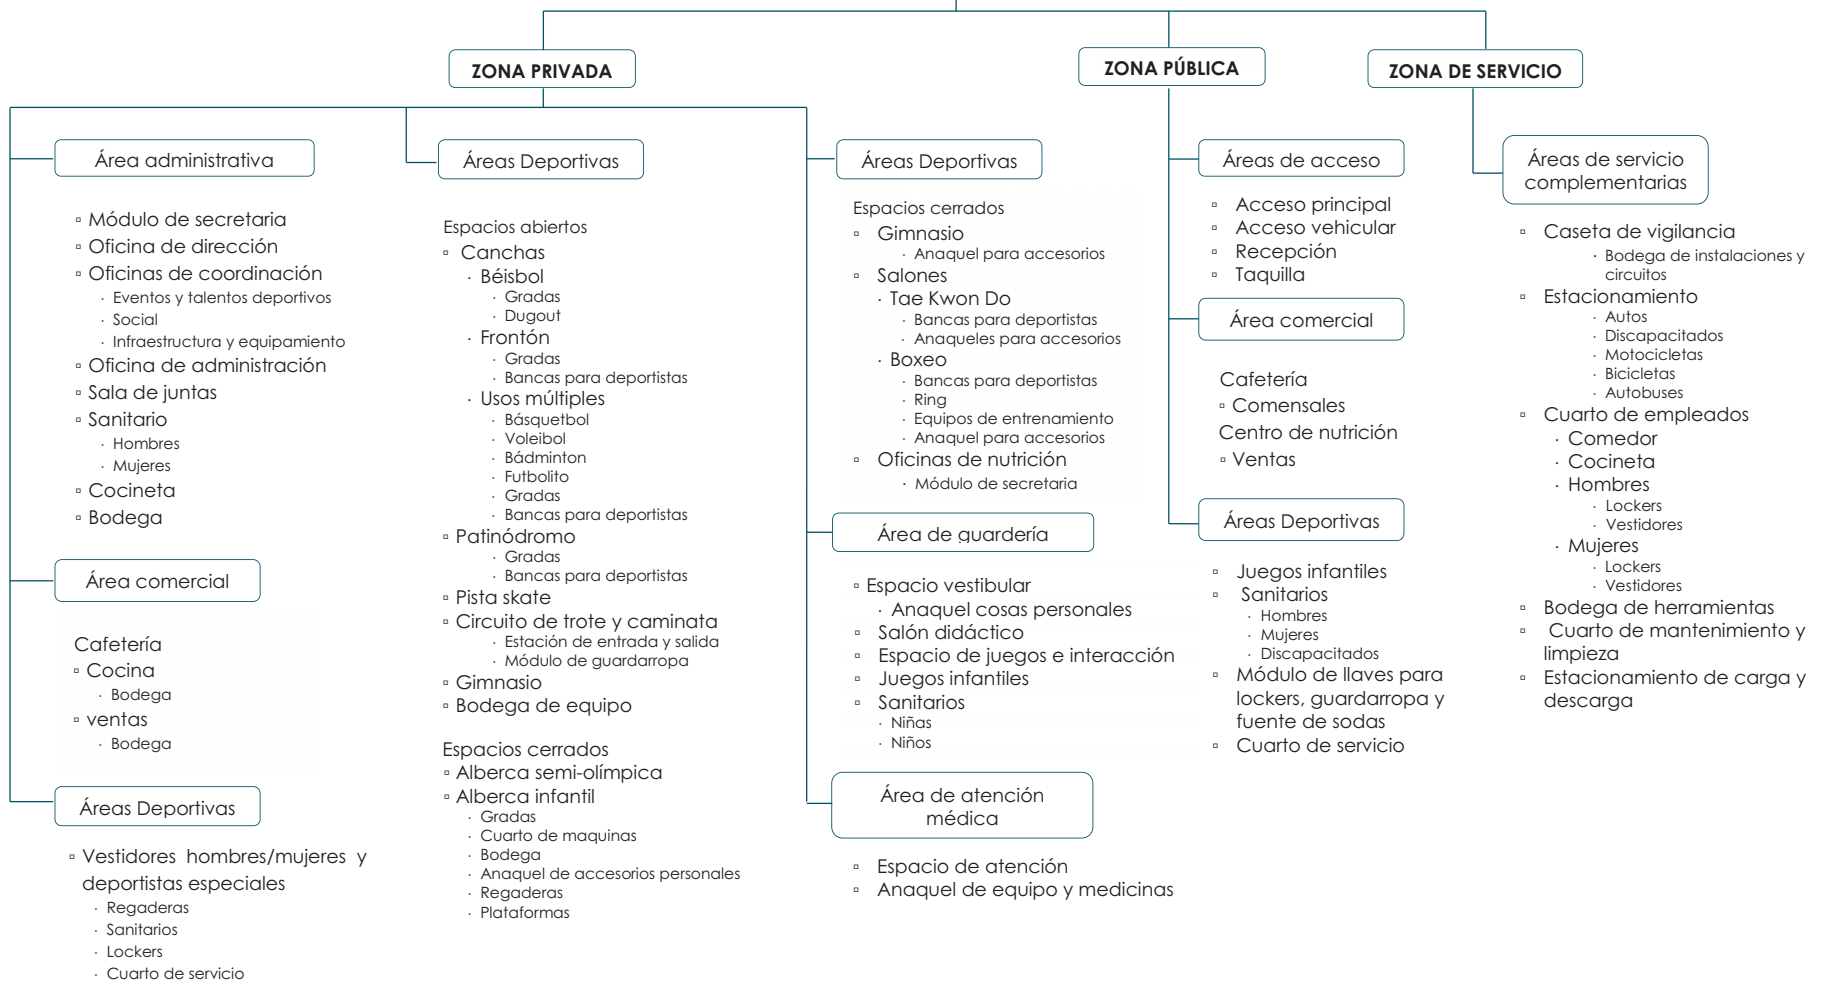 ZONA PRIVADA
ZONA PÚBLICA
ZONA DE SERVICIO
Área administrativa
▫ Módulo de secretaria
▫ Oficina de dirección
▫ Oficinas de coordinación
· Eventos y talentos deportivos
· Social
· Infraestructura y equipamiento
▫ Oficina de administración
▫ Sala de juntas
▫ Sanitario
· Hombres
· Mujeres
▫ Cocineta
▫ Bodega
Área comercial
Cafetería
▫ Cocina
· Bodega
▫ ventas
· Bodega
Áreas Deportivas
▫ Vestidores hombres/mujeres y
deportistas especiales
· Regaderas
· Sanitarios
· Lockers
· Cuarto de servicio
Áreas Deportivas
Espacios abiertos
▫ Canchas
· Béisbol
· Gradas
· Dugout
· Frontón
· Gradas
· Bancas para deportistas
· Usos múltiples
· Básquetbol
· Voleibol
· Bádminton
· Futbolito
· Gradas
· Bancas para deportistas
▫ Patinódromo
· Gradas
· Bancas para deportistas
▫ Pista skate
▫ Circuito de trote y caminata
· Estación de entrada y salida
· Módulo de guardarropa
▫ Gimnasio
▫ Bodega de equipo
Espacios cerrados
▫ Alberca semi-olímpica
▫ Alberca infantil
· Gradas
· Cuarto de maquinas
· Bodega
· Anaquel de accesorios personales
· Regaderas
· Plataformas
Áreas Deportivas
Espacios cerrados
▫ Gimnasio
· Anaquel para accesorios
▫ Salones
· Tae Kwon Do
· Bancas para deportistas
· Anaqueles para accesorios
· Boxeo
· Bancas para deportistas
· Ring
· Equipos de entrenamiento
· Anaquel para accesorios
▫ Oficinas de nutrición
· Módulo de secretaria
Área de guardería
▫ Espacio vestibular
· Anaquel cosas personales
▫ Salón didáctico
▫ Espacio de juegos e interacción
▫ Juegos infantiles
▫ Sanitarios
· Niñas
· Niños
Área de atención
médica
▫ Espacio de atención
▫ Anaquel de equipo y medicinas
Áreas de acceso
▫ Acceso principal
▫ Acceso vehicular
▫ Recepción
▫ Taquilla
Área comercial
Cafetería
▫ Comensales
Centro de nutrición
▫ Ventas
Áreas Deportivas
▫ Juegos infantiles
▫ Sanitarios
· Hombres
· Mujeres
· Discapacitados
▫ Módulo de llaves para
lockers, guardarropa y
fuente de sodas
▫ Cuarto de servicio
Áreas de servicio
complementarias
▫ Caseta de vigilancia
· Bodega de instalaciones y
circuitos
▫ Estacionamiento
· Autos
· Discapacitados
· Motocicletas
· Bicicletas
· Autobuses
▫ Cuarto de empleados
· Comedor
· Cocineta
· Hombres
· Lockers
· Vestidores
· Mujeres
· Lockers
· Vestidores
▫ Bodega de herramientas
▫ Cuarto de mantenimiento y
limpieza
▫ Estacionamiento de carga y
descarga